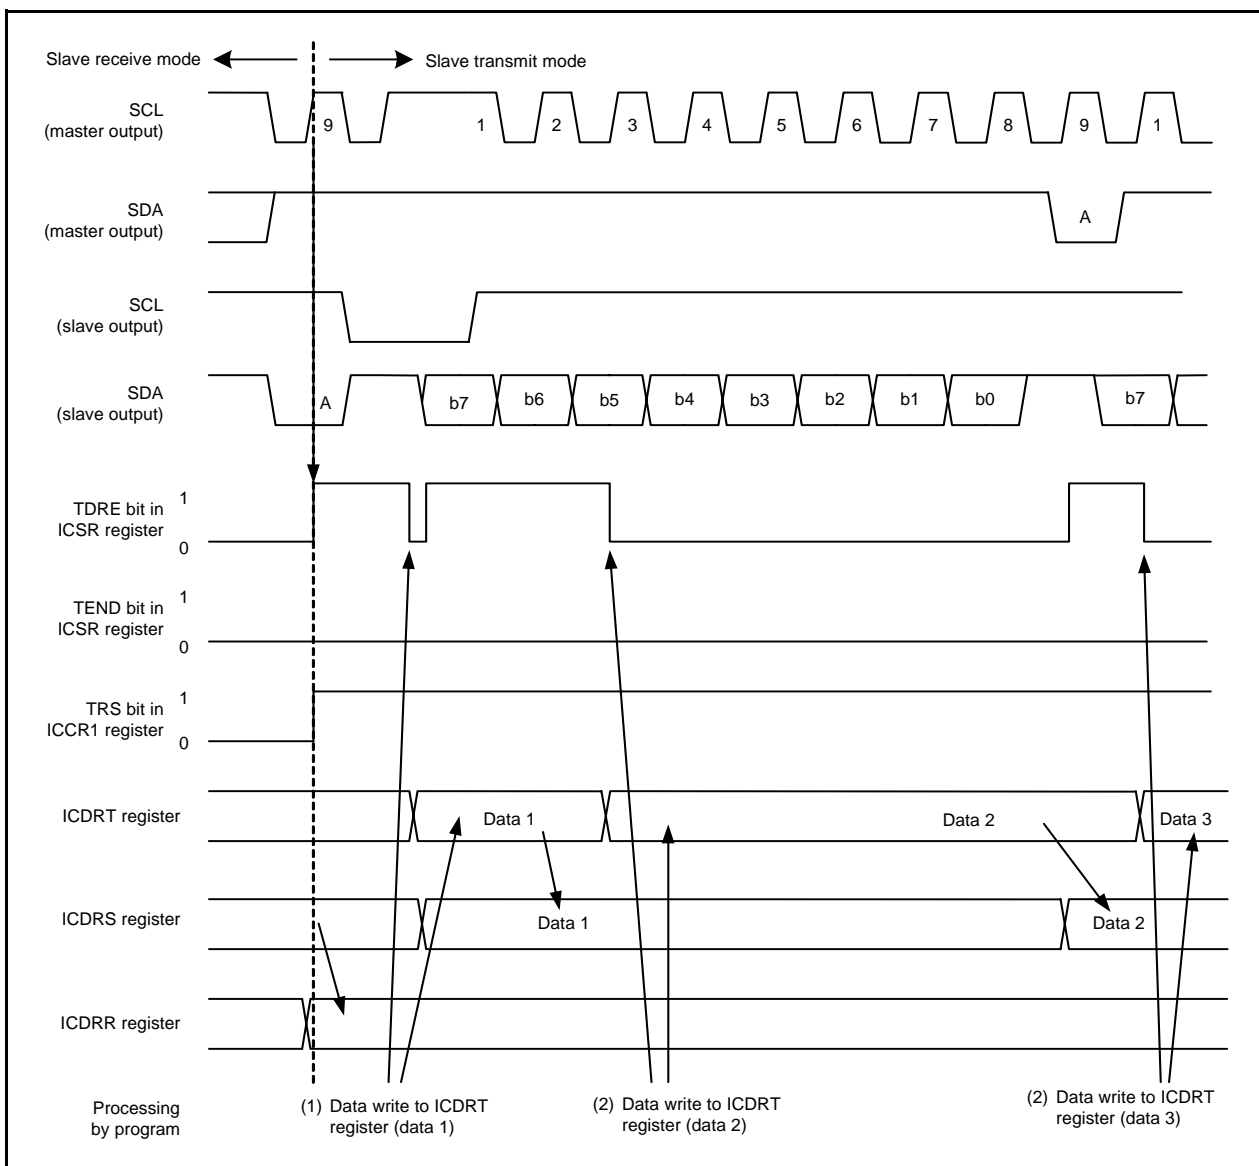 Slave receive mode
Slave transmit mode
SCL
(master output)
9
1
2
3
4
5
6
7
8
9
1
SDA
(master output)
A
SCL
(slave output)
SDA
(slave output)
A
b7
b6
b5
b4
b3
b2
b1
b0
b7
TDRE bit in
ICSR register
1
0
TEND bit in
ICSR register
1
0
TRS bit in
ICCR1 register
1
0
ICDRT register
Data 1
Data 2
Data 3
ICDRS register
Data 1
Data 2
ICDRR register
Processing
by program
(1) Data write to ICDRT
register (data 1)
(2) Data write to ICDRT
register (data 2)
(2) Data write to ICDRT
register (data 3)